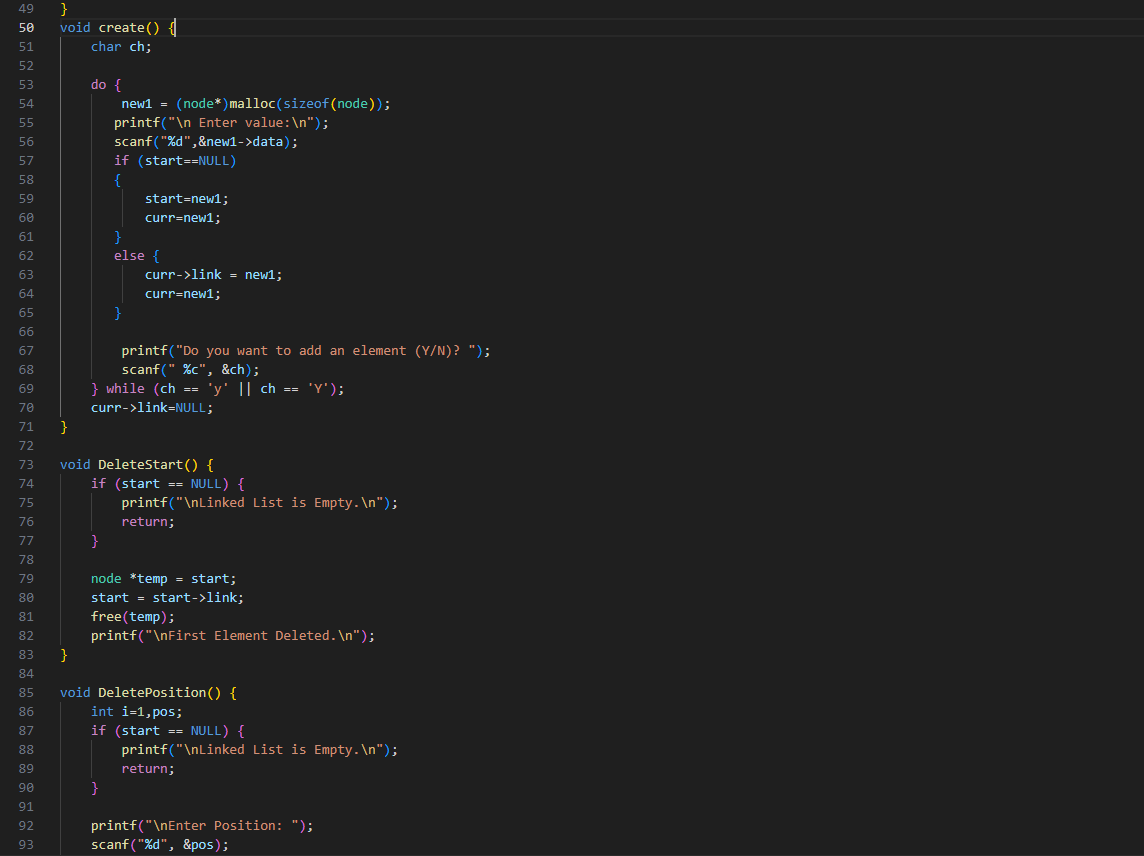 49 }
50 void create() {
51     char ch;
52
53     do {
54         new1 = (node*)malloc(sizeof(node));
55        printf("\n Enter value:\n");
56        scanf("%d",&new1->data);
57        if (start==NULL)
58        {
59            start=new1;
60            curr=new1;
61        }
62        else {
63            curr->link = new1;
64            curr=new1;
65        }
66
67         printf("Do you want to add an element (Y/N)? ");
68         scanf(" %c", &ch);
69     } while (ch == 'y' || ch == 'Y');
70     curr->link=NULL;
71 }
72
73 void DeleteStart() {
74     if (start == NULL) {
75         printf("\nLinked List is Empty.\n");
76         return;
77     }
78
79     node *temp = start;
80     start = start->link;
81     free(temp);
82     printf("\nFirst Element Deleted.\n");
83 }
84
85 void DeletePosition() {
86     int i=1,pos;
87     if (start == NULL) {
88         printf("\nLinked List is Empty.\n");
89         return;
90     }
91
92     printf("\nEnter Position: ");
93     scanf("%d", &pos);